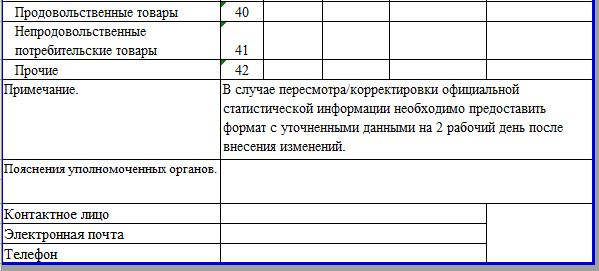 Продовольственные товары 40
Непродовольственные
потребительские товары 41
Прочие 42
Примечание.
В случае пересмотра/корректировки официальной
статистической информации необходимо предоставить
формат с уточненными данными на 2 рабочий день после
внесения изменений.
Пояснения уполномоченных органов.
Контактное лицо
Электронная почта
Телефон